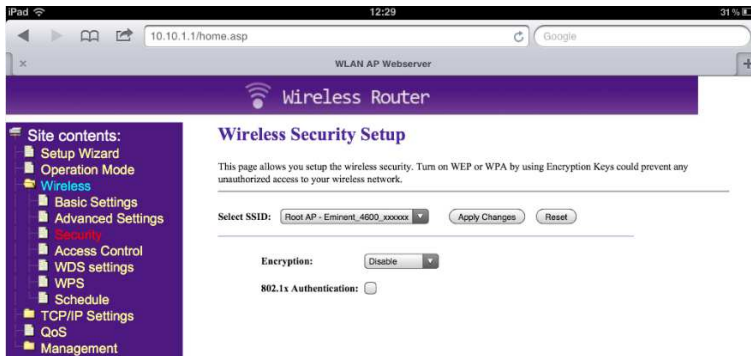 iPad 12:29 31 %
10.10.1.1/home.asp Google
WLAN AP Webserver
Wireless Router
Site contents:
Setup Wizard
Operation Mode
Wireless
Basic Settings
Advanced Settings
Security
Access Control
WDS settings
WPS
Schedule
TCP/IP Settings
QoS
Management
Wireless Security Setup
This page allows you setup the wireless security. Turn on WEP or WPA by using Encryption Keys could prevent any
unauthorized access to your wireless network.
Select SSID: Root AP - Eminent_4600_xxxxxx Apply Changes Reset
Encryption: Disable
802.1x Authentication: